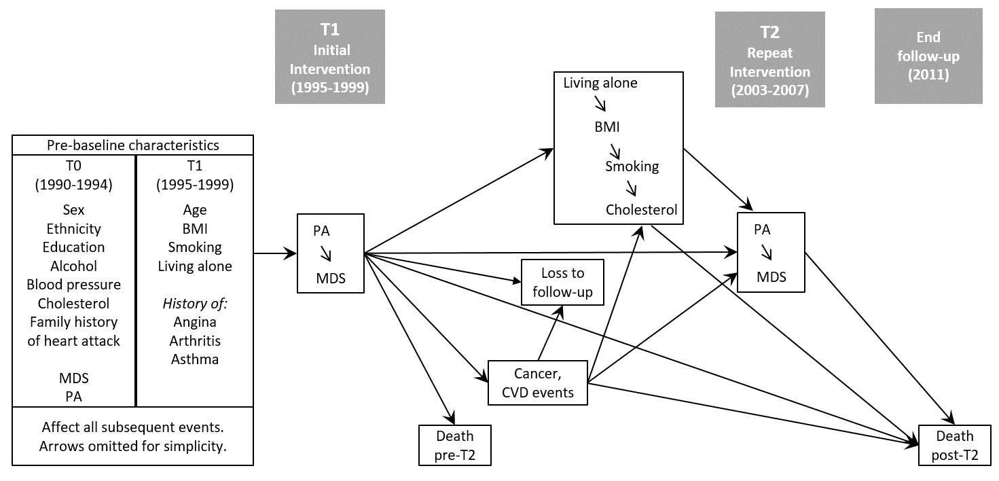 T1
Initial
Intervention
(1995-1999)
T2
Repeat
Intervention
(2003-2007)
End
follow-up
(2011)
Pre-baseline characteristics
T0
(1990-1994)
Sex
Ethnicity
Education
Alcohol
Blood pressure
Cholesterol
Family history
of heart attack
MDS
PA
T1
(1995-1999)
Age
BMI
Smoking
Living alone
History of:
Angina
Arthritis
Asthma
Affect all subsequent events.
Arrows omitted for simplicity.
PA
MDS
Living alone
BMI
Smoking
Cholesterol
Loss to
follow-up
Cancer,
CVD events
Death
pre-T2
PA
MDS
Death
post-T2